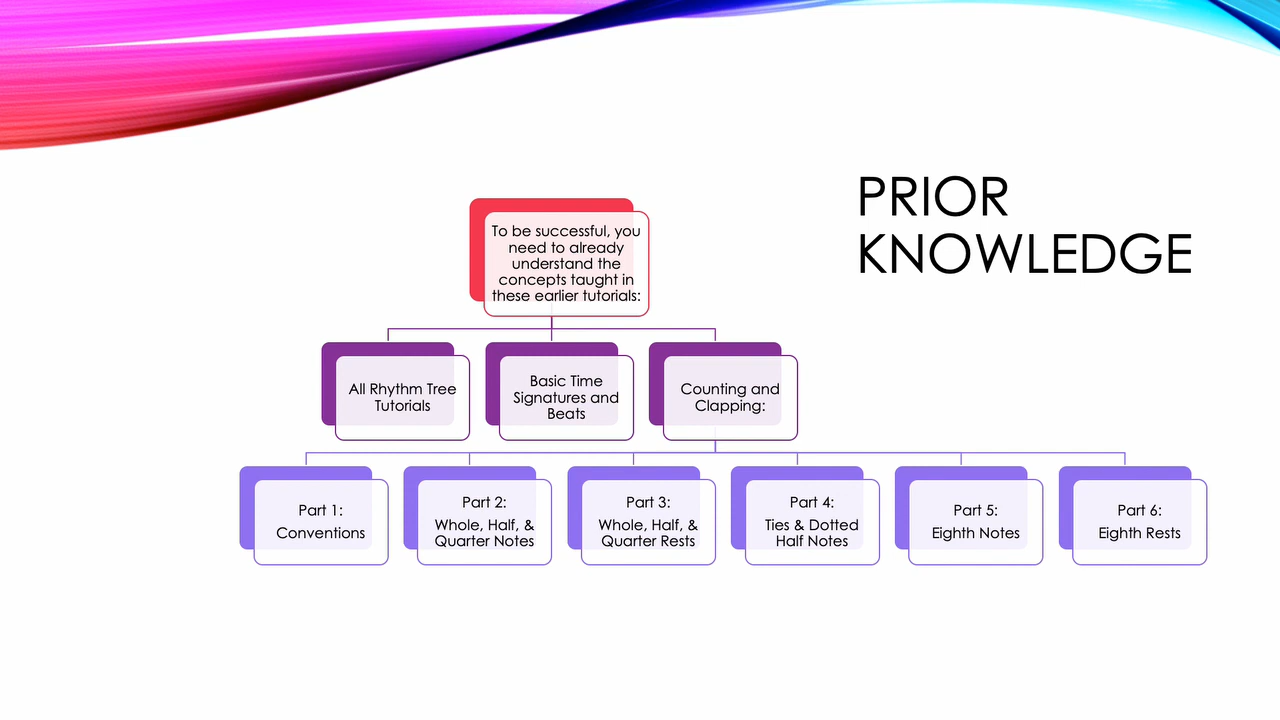 PRIOR
KNOWLEDGE
To be successful, you
need to already
understand the
concepts taught in
these earlier tutorials:
All Rhythm Tree
Tutorials
Basic Time
Signatures and
Beats
Counting and
Clapping:
Part 1:
Conventions
Part 2:
Whole, Half, &
Quarter Notes
Part 3:
Whole, Half, &
Quarter Rests
Part 4:
Ties & Dotted
Half Notes
Part 5:
Eighth Notes
Part 6:
Eighth Rests